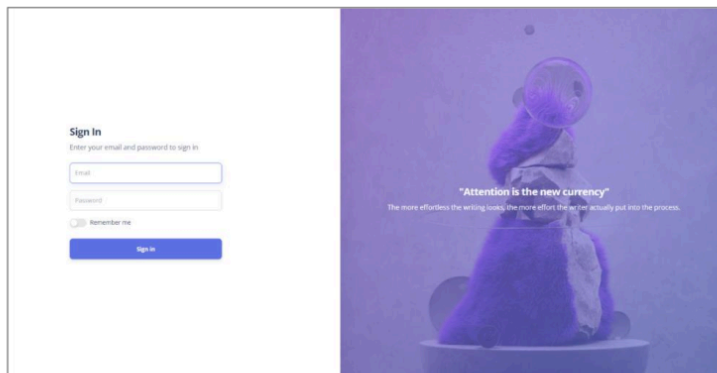 Sign In
Enter your email and password to sign in
Email
Password
Remember me
Sign in
"Attention is the new currency"
The more effortless the writing looks, the more effort the writer actually put into the process.